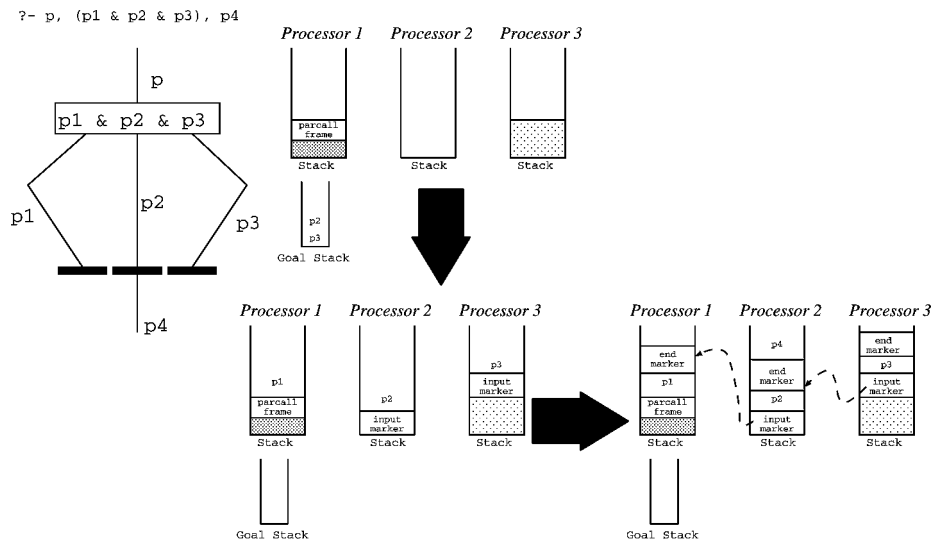 ?- p, (p1 & p2 & p3), p4
p
p1 & p2 & p3
p1
p2
p3
p4
Processor 1
Processor 2
Processor 3
parcall
frame
Stack
Stack
Stack
p2
p3
Goal Stack
Processor 1
Processor 2
Processor 3
p1
parcall
frame
Stack
p2
input
marker
Stack
p3
input
marker
Stack
Goal Stack
Processor 1
Processor 2
Processor 3
end
marker
p1
parcall
frame
Stack
p4
end
marker
p2
input
marker
Stack
end
marker
p3
input
marker
Stack
Goal Stack